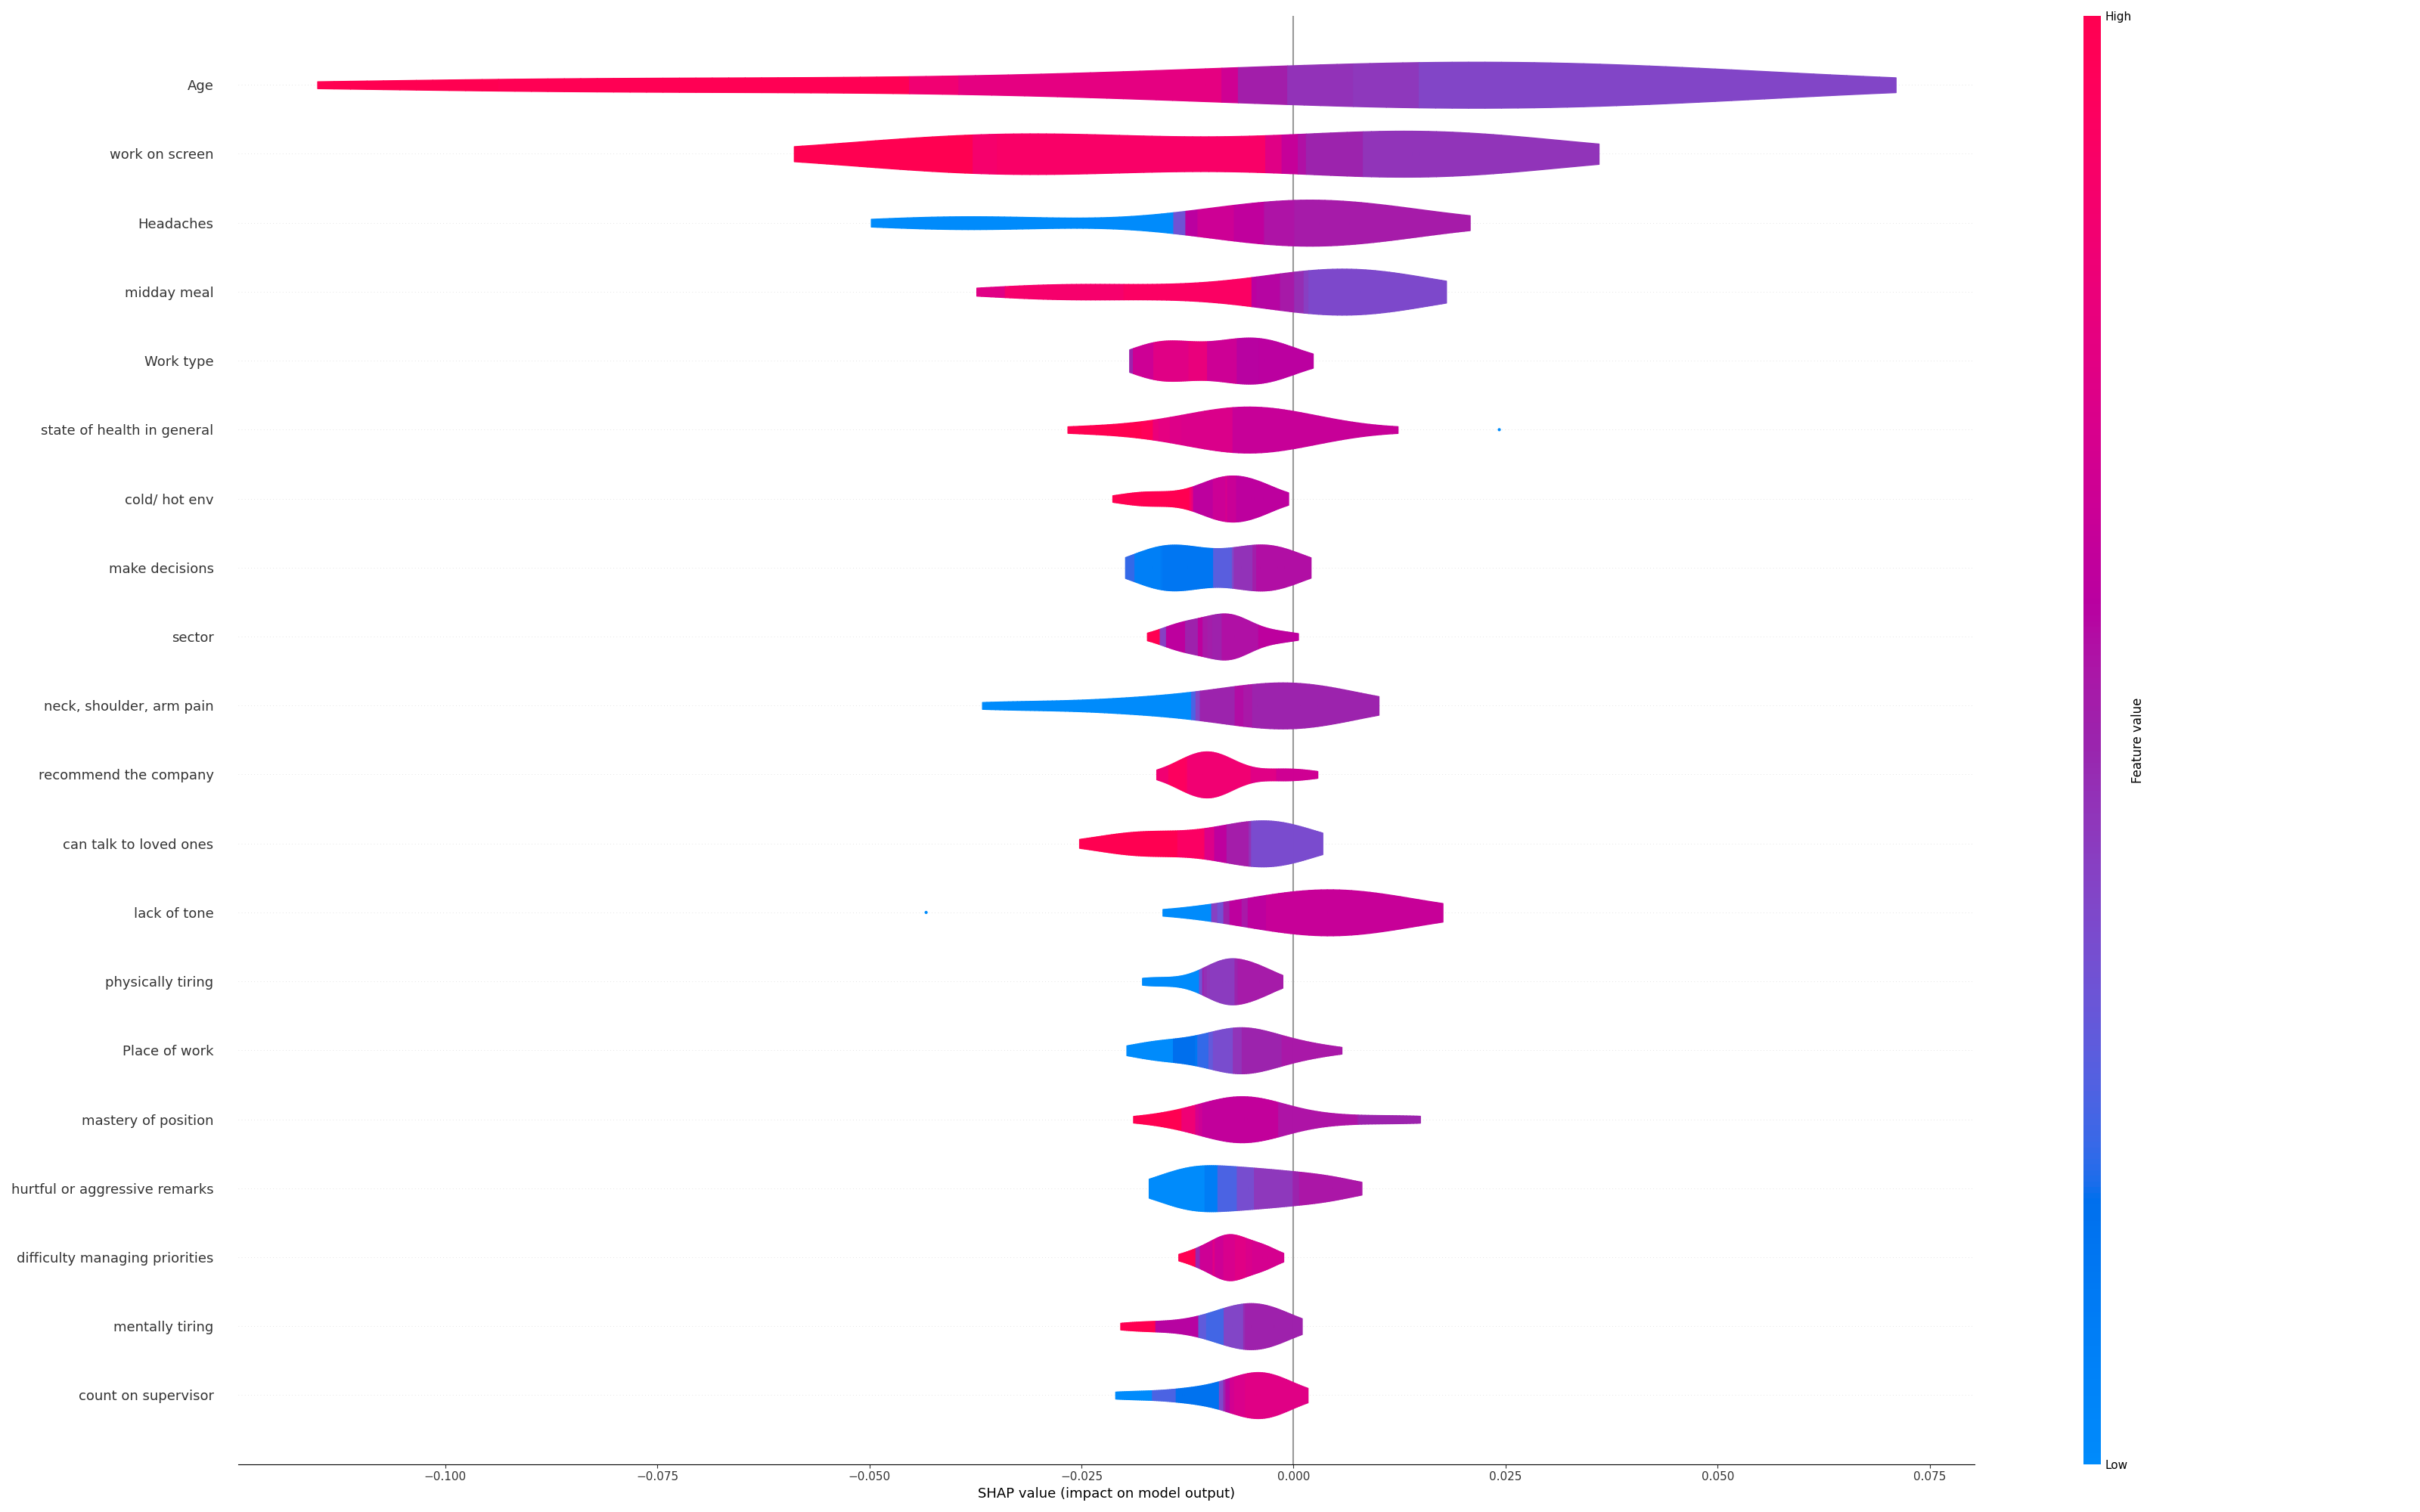 High
Age
work on screen
Headaches
midday meal
Work type
state of health in general
cold/ hot env
make decisions
sector
neck, shoulder, arm pain
recommend the company
can talk to loved ones
lack of tone
physically tiring
Place of work
mastery of position
hurtful or aggressive remarks
difficulty managing priorities
mentally tiring
count on supervisor
Feature value
Low
−0.100 −0.075 −0.050 −0.025 0.000 0.025 0.050 0.075
SHAP value (impact on model output)